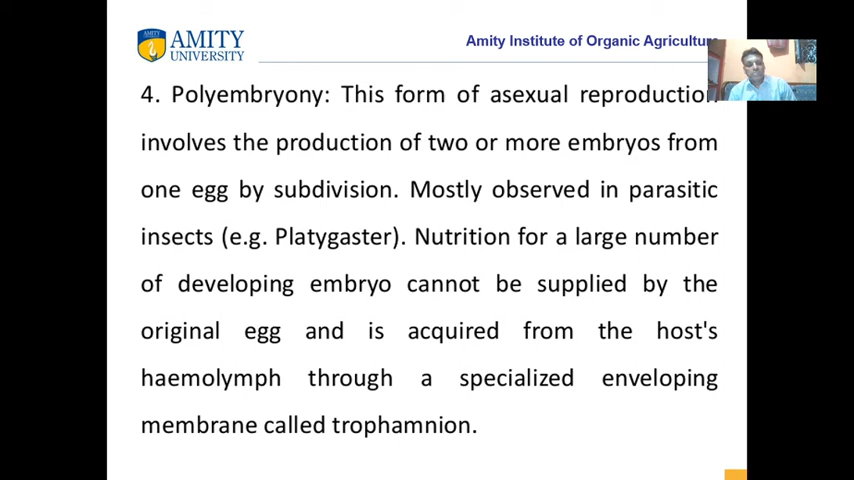 AMITY
AMITY
UNIVERSITY
Amity Institute of Organic Agriculture
4. Polyembryony: This form of asexual reproduction
involves the production of two or more embryos from
one egg by subdivision. Mostly observed in parasitic
insects (e.g. Platygaster). Nutrition for a large number
of developing embryo cannot be supplied by the
original egg and is acquired from the host's
haemolymph through a specialized enveloping
membrane called trophamnion.